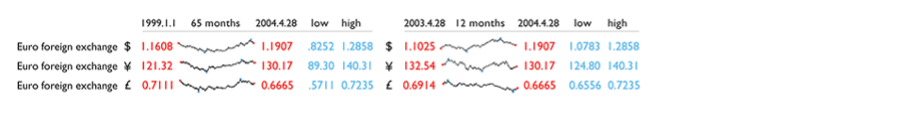 1999.1.1 65 months 2004.4.28 low high 2003.4.28 12 months 2004.4.28 low high
Euro foreign exchange $ 1.1608 1.1907 .8252 1.2858 $ 1.1025 1.1907 1.0783 1.2858
Euro foreign exchange ¥ 121.32 130.17 89.30 140.31 ¥ 132.54 130.17 124.80 140.31
Euro foreign exchange £ 0.7111 0.6665 .5711 0.7235 £ 0.6914 0.6665 0.6556 0.7235